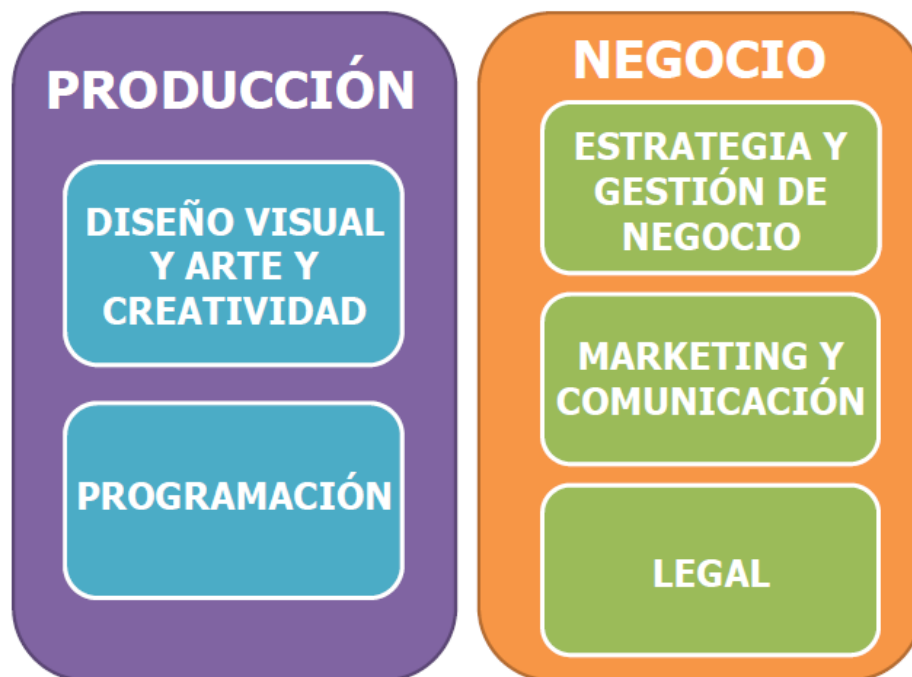 PRODUCCIÓN
DISEÑO VISUAL
Y ARTE Y
CREATIVIDAD
PROGRAMACIÓN
NEGOCIO
ESTRATEGIA Y
GESTIÓN DE
NEGOCIO
MARKETING Y
COMUNICACIÓN
LEGAL